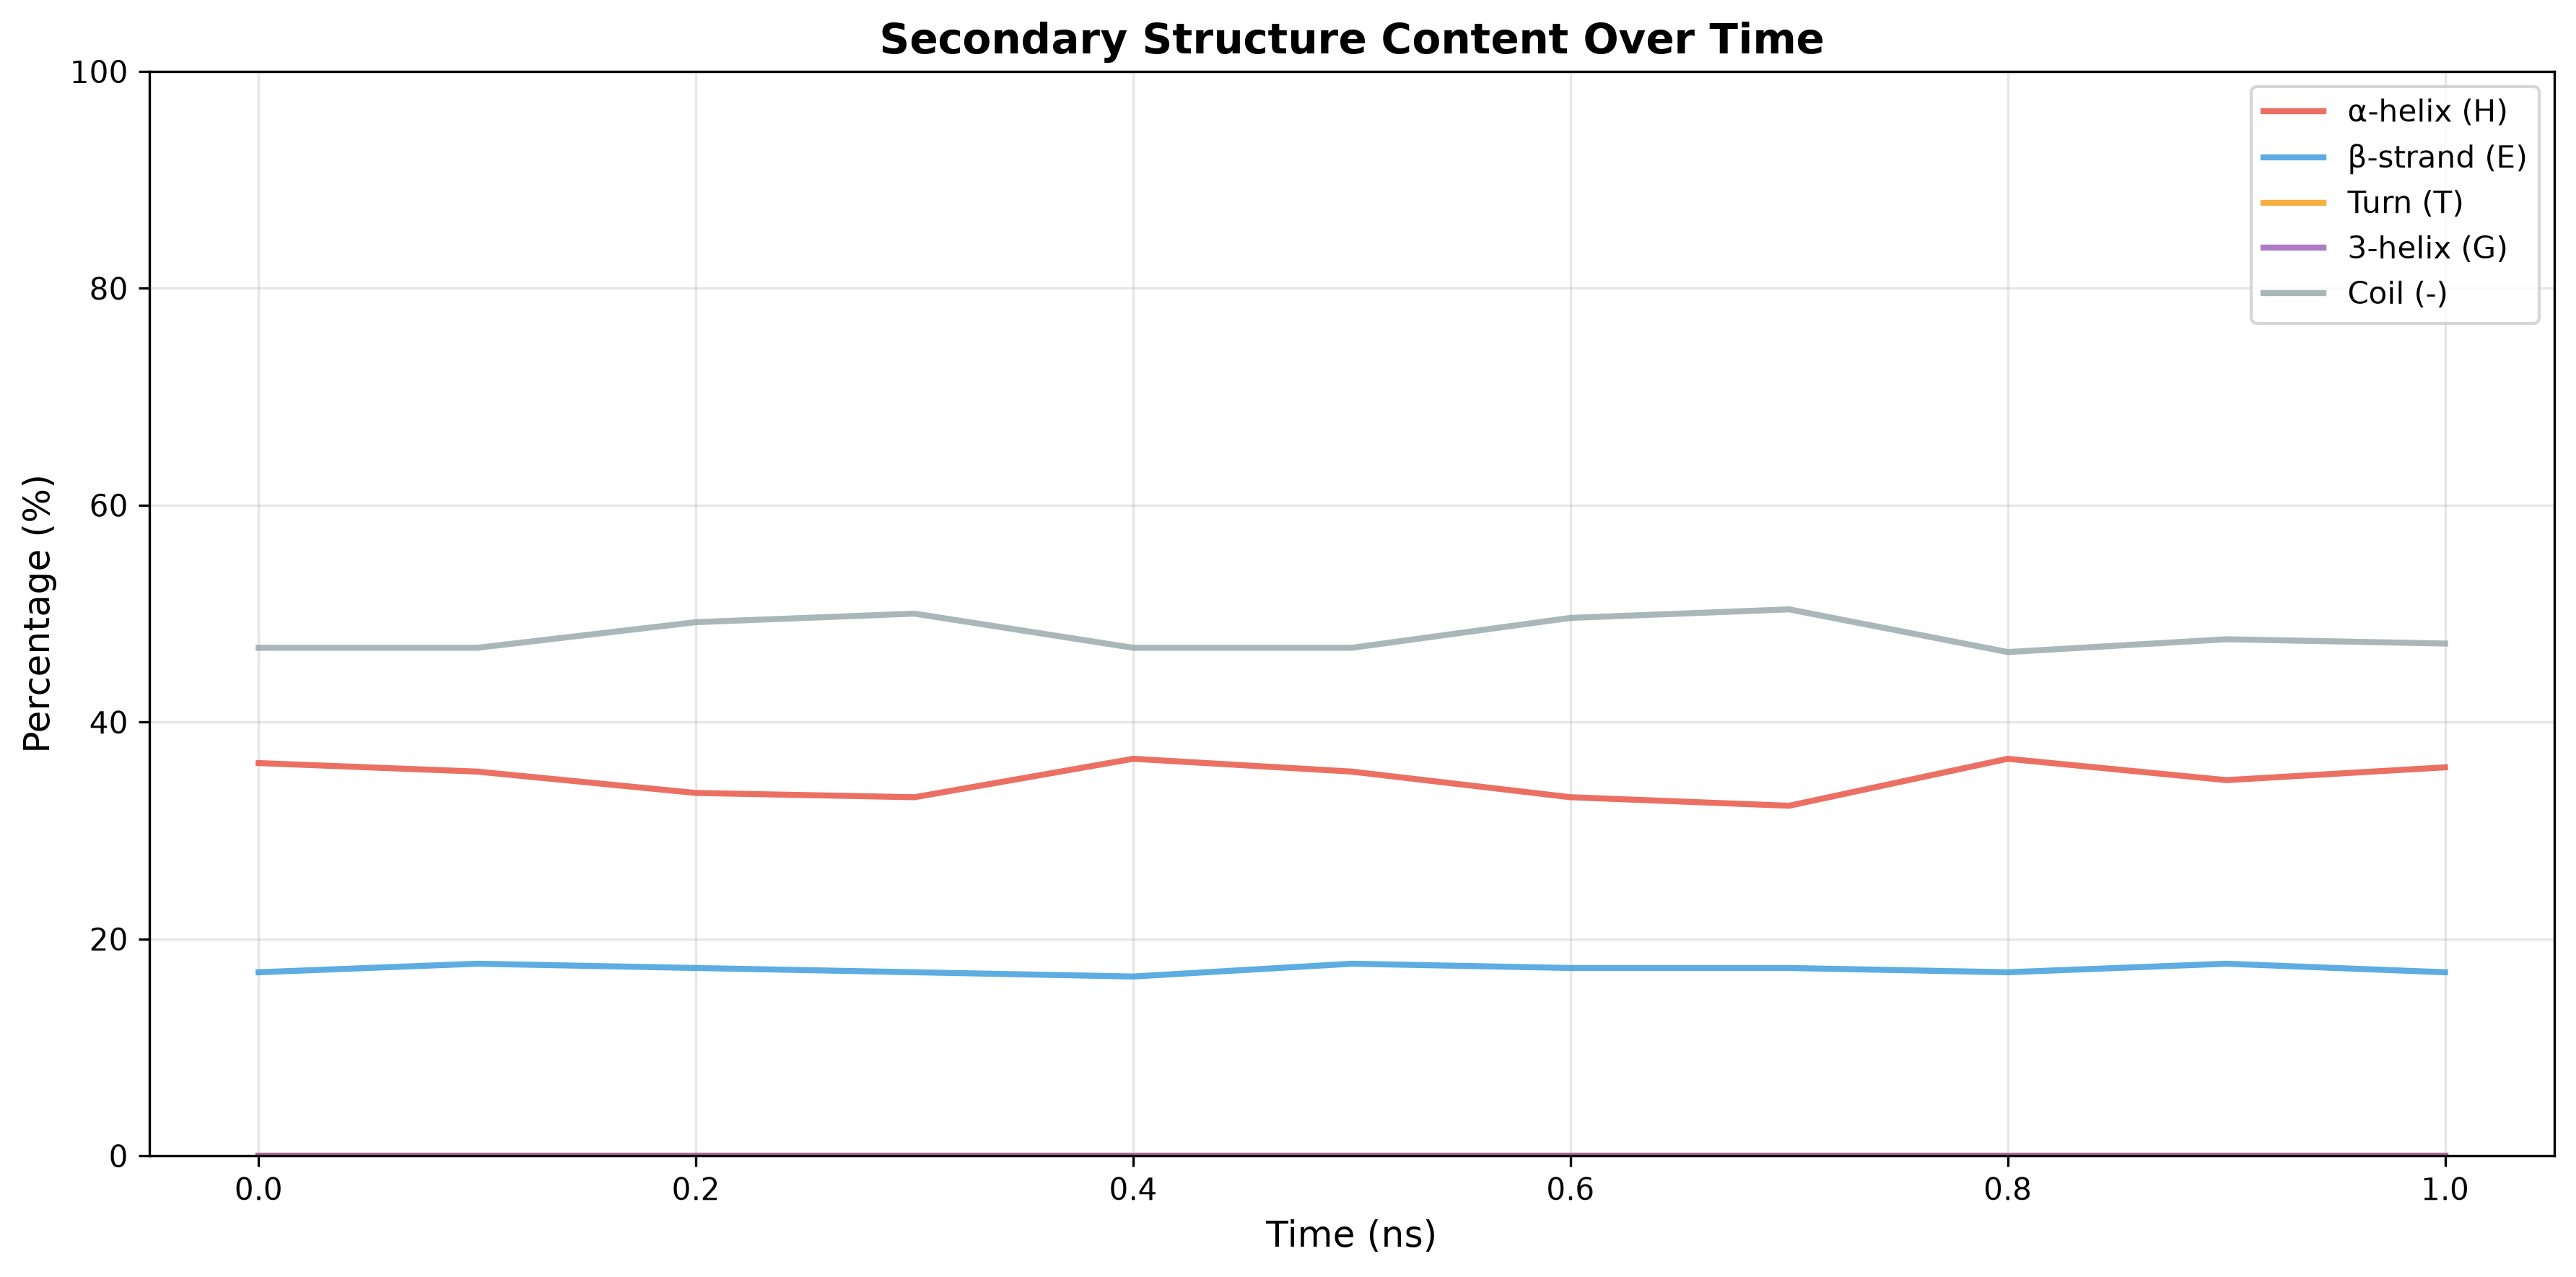 Secondary Structure Content Over Time
100
80
60
40
20
0
Percentage (%)
α-helix (H)
β-strand (E)
Turn (T)
3-helix (G)
Coil (-)
0.0 0.2 0.4 0.6 0.8 1.0
Time (ns)